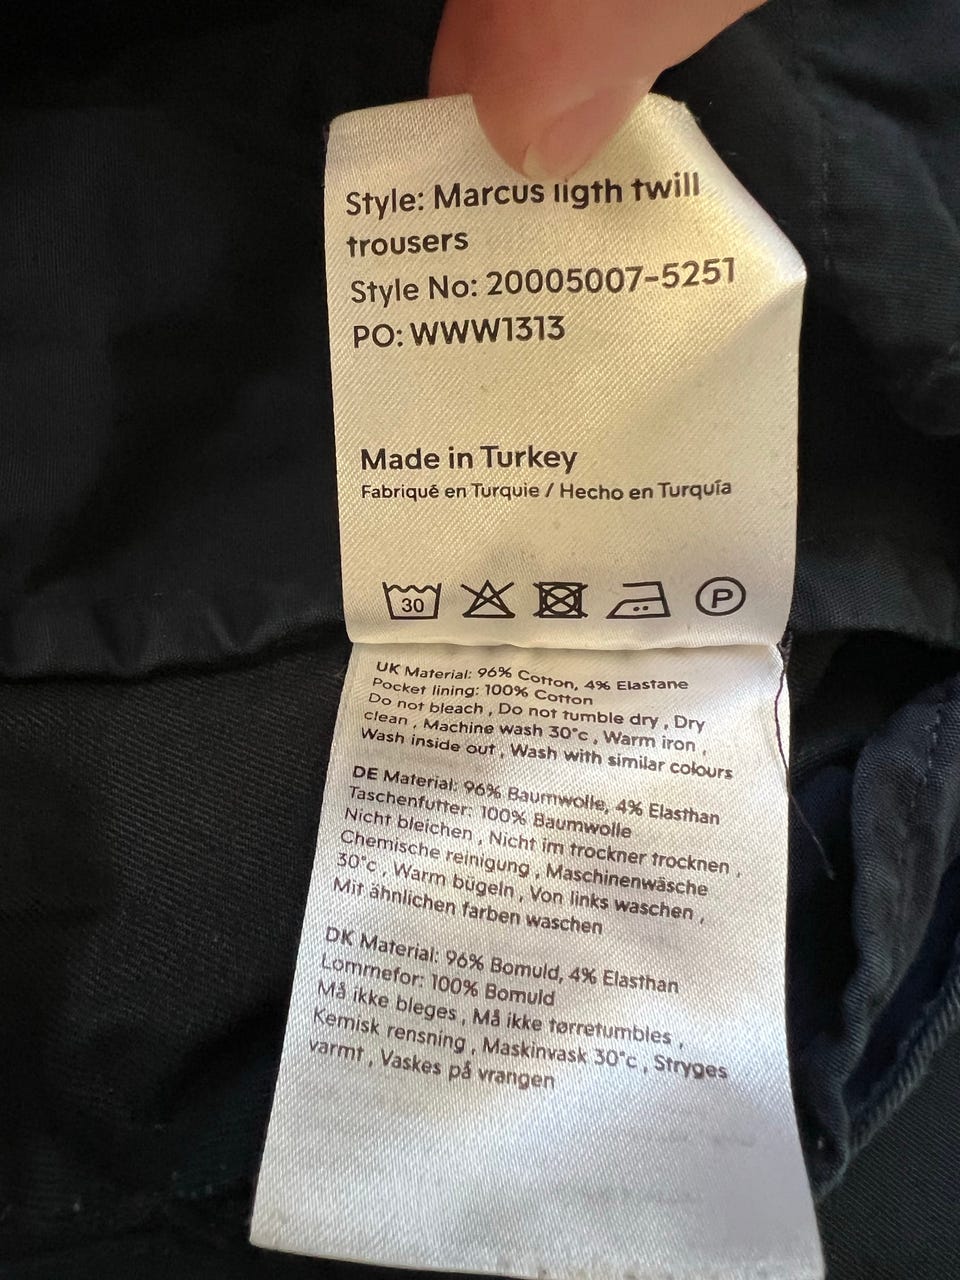 Style: Marcus ligth twill
trousers
Style No: 20005007-5251
PO: WWW1313
Made in Turkey
Fabriqué en Turquie / Hecho en Turquía
30
P
UK Material: 96% Cotton, 4% Elastane
Pocket lining: 100% Cotton
Do not bleach , Do not tumble dry , Dry
clean , Machine wash 30°c , Warm iron ,
Wash inside out , Wash with similar colours
DE Material: 96% Baumwolle, 4% Elasthan
Taschenfutter: 100% Baumwolle
Nicht bleichen , Nicht im trockner trocknen ,
Chemische reinigung , Maschinenwäsche
30°c , Warm bügeln , Von links waschen ,
Mit ähnlichen farben waschen
DK Material: 96% Bomuld, 4% Elasthan
Lommefor: 100% Bomuld
Må ikke bleges , Må ikke tørretumbles ,
Kemisk rensning , Maskinvask 30°c , Stryges
varmt , Vaskes på vrangen